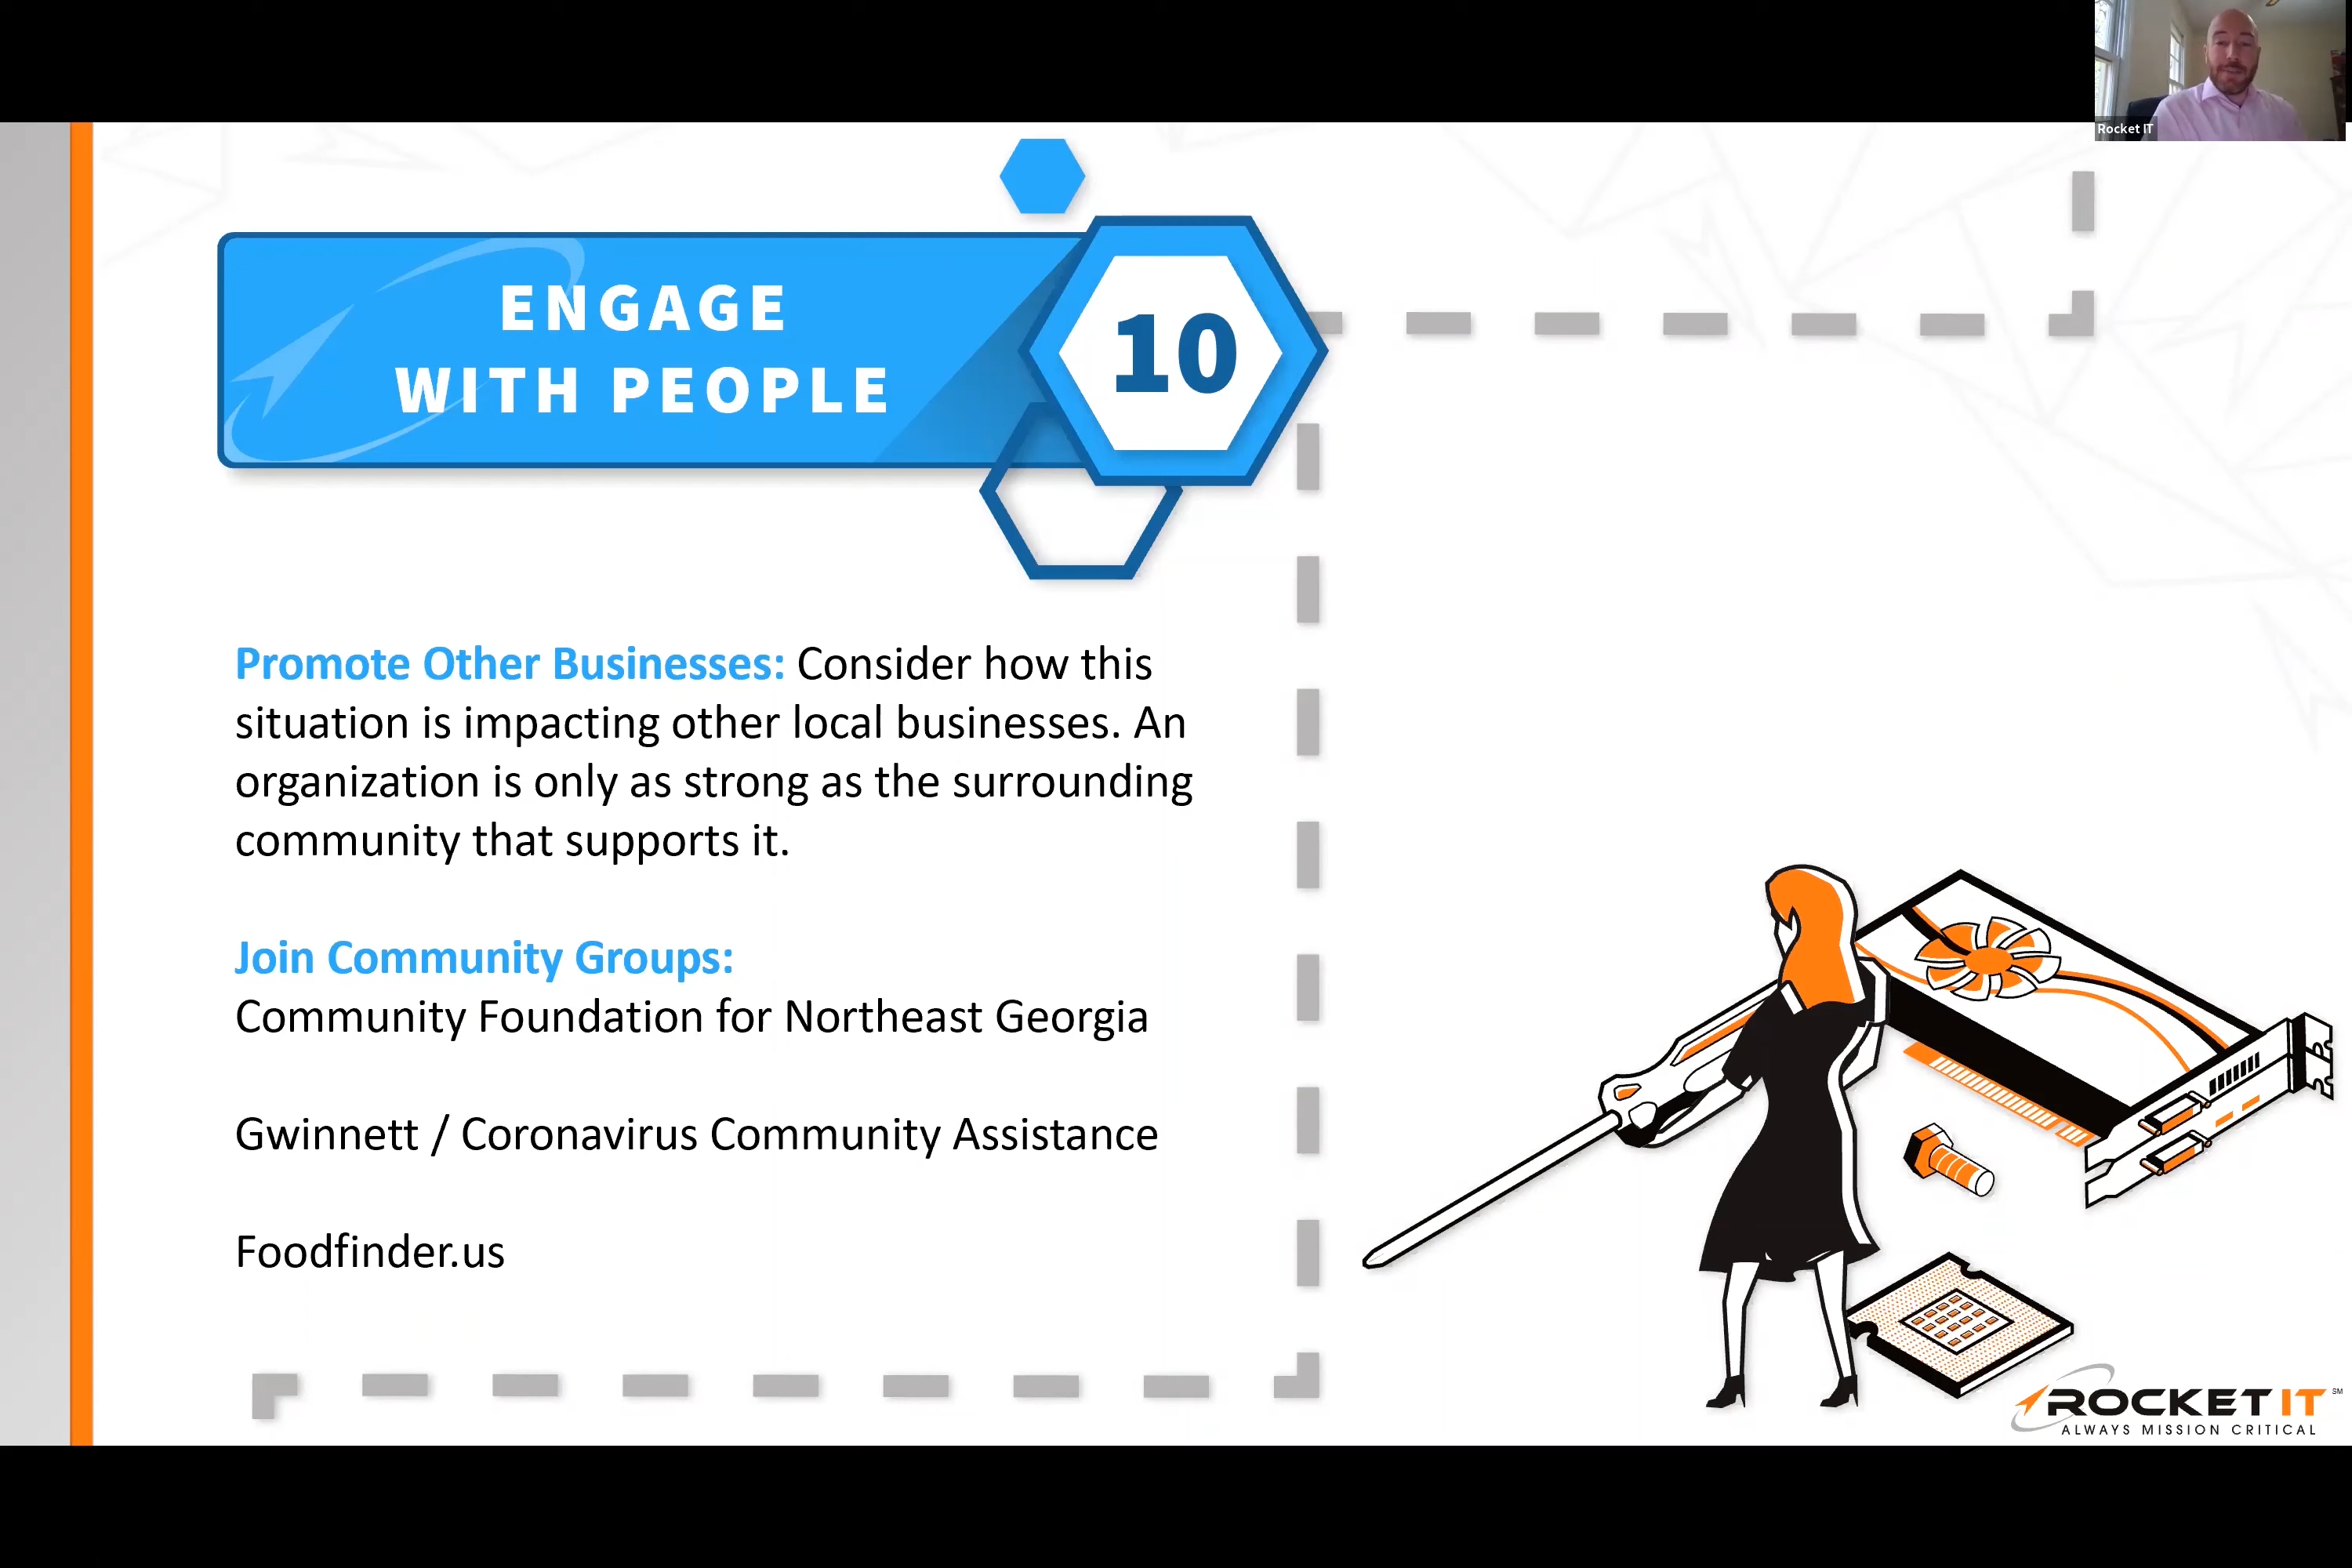 Rocket IT
ENGAGE
WITH PEOPLE
10
Promote Other Businesses: Consider how this
situation is impacting other local businesses. An
organization is only as strong as the surrounding
community that supports it.
Join Community Groups:
Community Foundation for Northeast Georgia
Gwinnett / Coronavirus Community Assistance
Foodfinder.us
ROCKET IT SM
ALWAYS MISSION CRITICAL